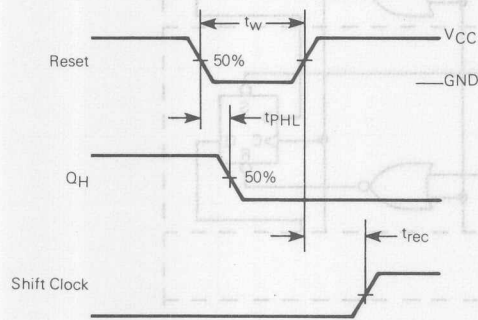 tw
VCC
Reset
50%
GND
tPHL
QH
50%
trec
Shift Clock